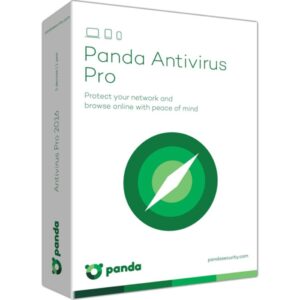 Panda Antivirus
Pro
Protect your network and
browse online with peace of mind
Antivirus Pro 2016
panda
panda
pandasecurity.com